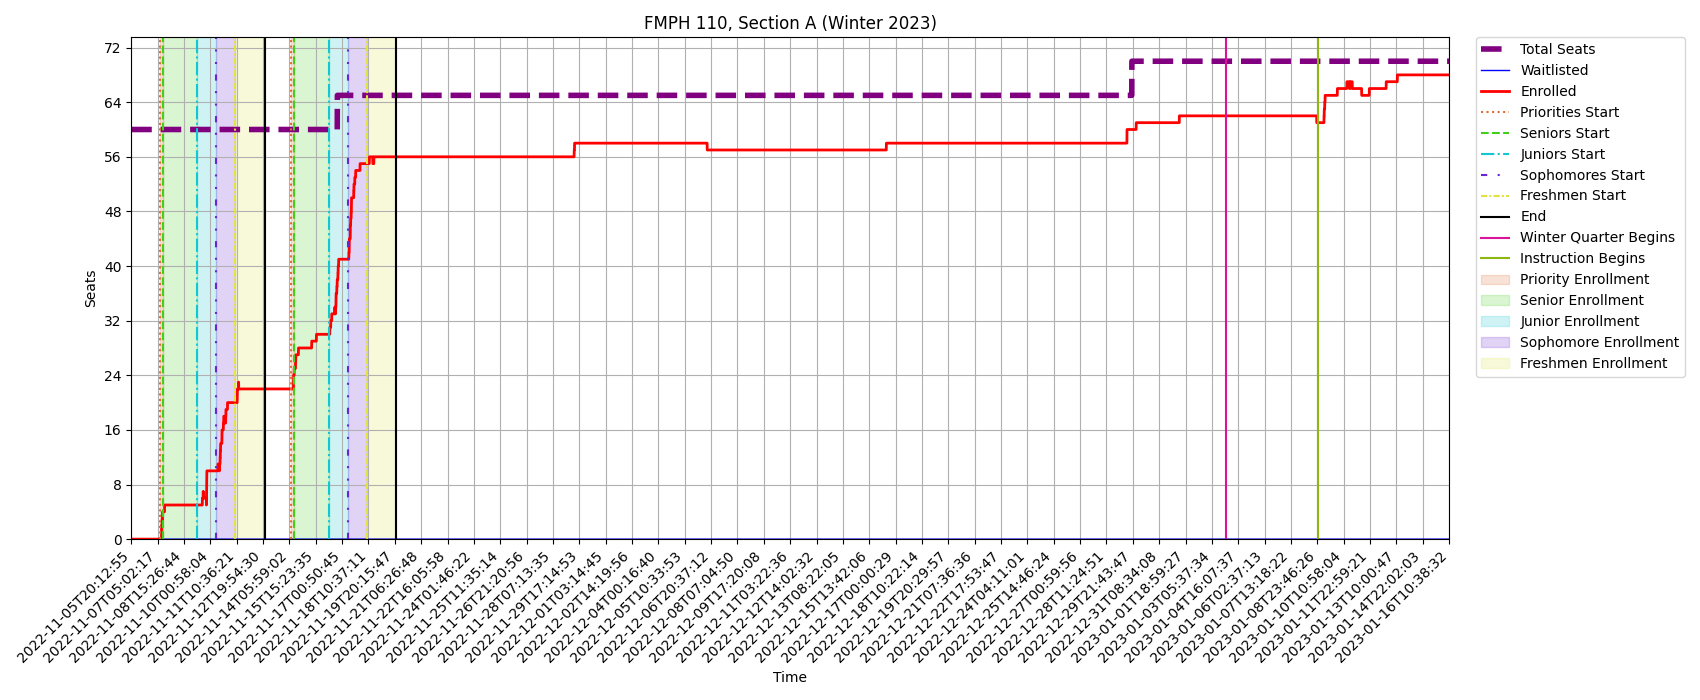 FMPH 110, Section A (Winter 2023)
72
64
56
48
40
32
24
16
8
0
Seats
2022-11-05T20:12:55
2022-11-07T05:02:17
2022-11-08T15:26:44
2022-11-10T00:58:04
2022-11-11T10:36:21
2022-11-12T19:54:30
2022-11-14T05:59:02
2022-11-15T15:23:35
2022-11-17T00:50:45
2022-11-18T10:37:11
2022-11-19T20:15:47
2022-11-21T06:26:48
2022-11-22T16:05:58
2022-11-24T01:46:22
2022-11-25T11:35:14
2022-11-26T21:20:56
2022-11-28T07:13:35
2022-11-29T17:14:53
2022-12-01T03:14:45
2022-12-02T14:19:56
2022-12-04T00:16:40
2022-12-05T10:33:53
2022-12-06T20:37:12
2022-12-08T07:04:50
2022-12-09T17:20:08
2022-12-11T03:22:36
2022-12-12T14:02:32
2022-12-13T08:22:05
2022-12-15T13:42:06
2022-12-17T00:00:29
2022-12-18T10:22:14
2022-12-19T20:29:57
2022-12-21T07:36:36
2022-12-22T17:53:47
2022-12-24T04:11:01
2022-12-25T14:46:24
2022-12-27T00:59:56
2022-12-28T11:24:51
2022-12-29T21:43:47
2022-12-31T08:34:08
2023-01-01T18:59:27
2023-01-03T05:37:34
2023-01-04T16:07:37
2023-01-06T02:37:13
2023-01-07T13:18:22
2023-01-08T23:46:26
2023-01-10T10:58:04
2023-01-11T22:59:21
2023-01-13T10:00:47
2023-01-14T22:02:03
2023-01-16T10:38:32
Time
Total Seats
Waitlisted
Enrolled
Priorities Start
Seniors Start
Juniors Start
Sophomores Start
Freshmen Start
End
Winter Quarter Begins
Instruction Begins
Priority Enrollment
Senior Enrollment
Junior Enrollment
Sophomore Enrollment
Freshmen Enrollment